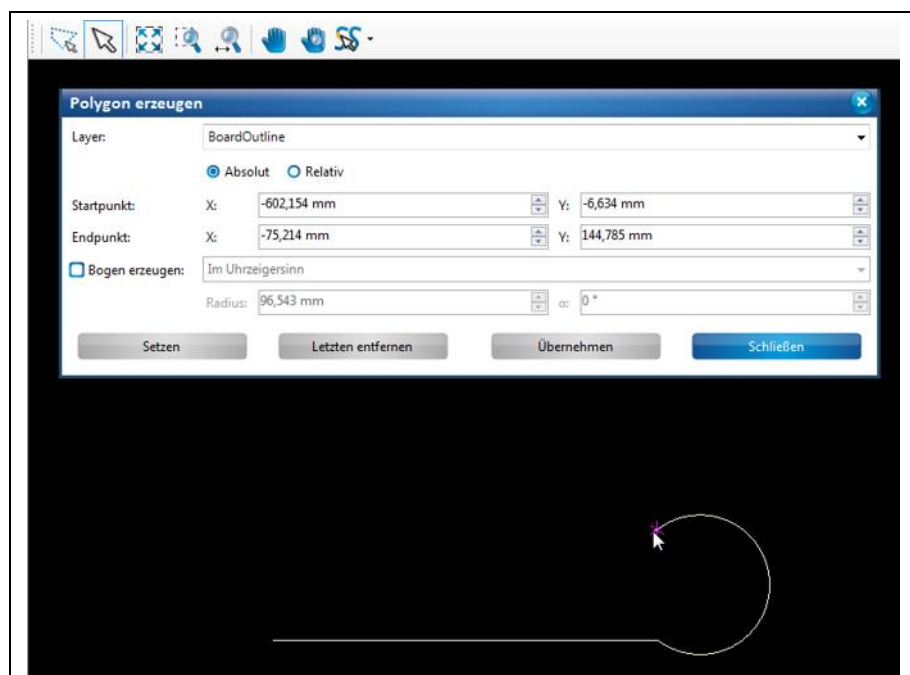 Polygon erzeugen
Layer: BoardOutline
Absolut Relativ
Startpunkt: X: -602,154 mm Y: -6,634 mm
Endpunkt: X: -75,214 mm Y: 144,785 mm
Bogen erzeugen: Im Uhrzeigersinn
Radius: 96,543 mm α: 0 °
Setzen Letzten entfernen Übernehmen Schließen